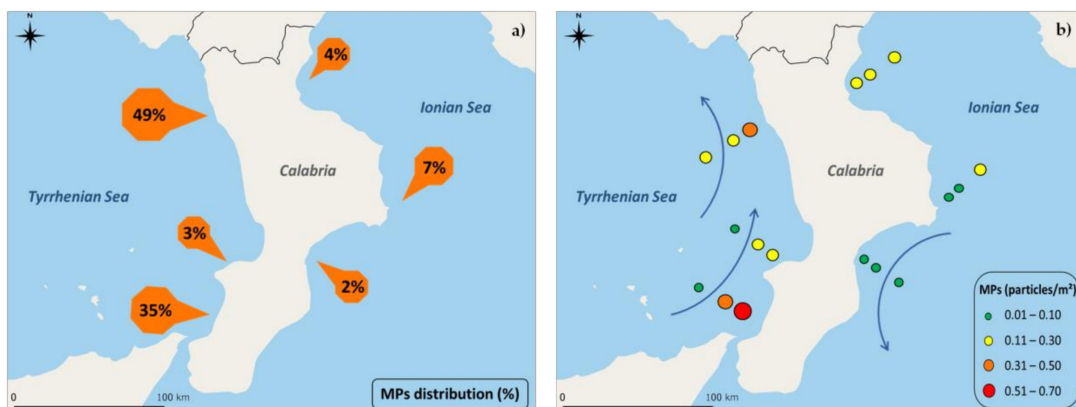 a)
4%
49%
Ionian Sea
7%
Calabria
Tyrrhenian Sea
3%
2%
35%
MPs distribution (%)
0
100 km
b)
Ionian Sea
Calabria
Tyrrhenian Sea
MPs (particles/m²)
0.01 – 0.10
0.11 – 0.30
0.31 – 0.50
0.51 – 0.70
0
100 km